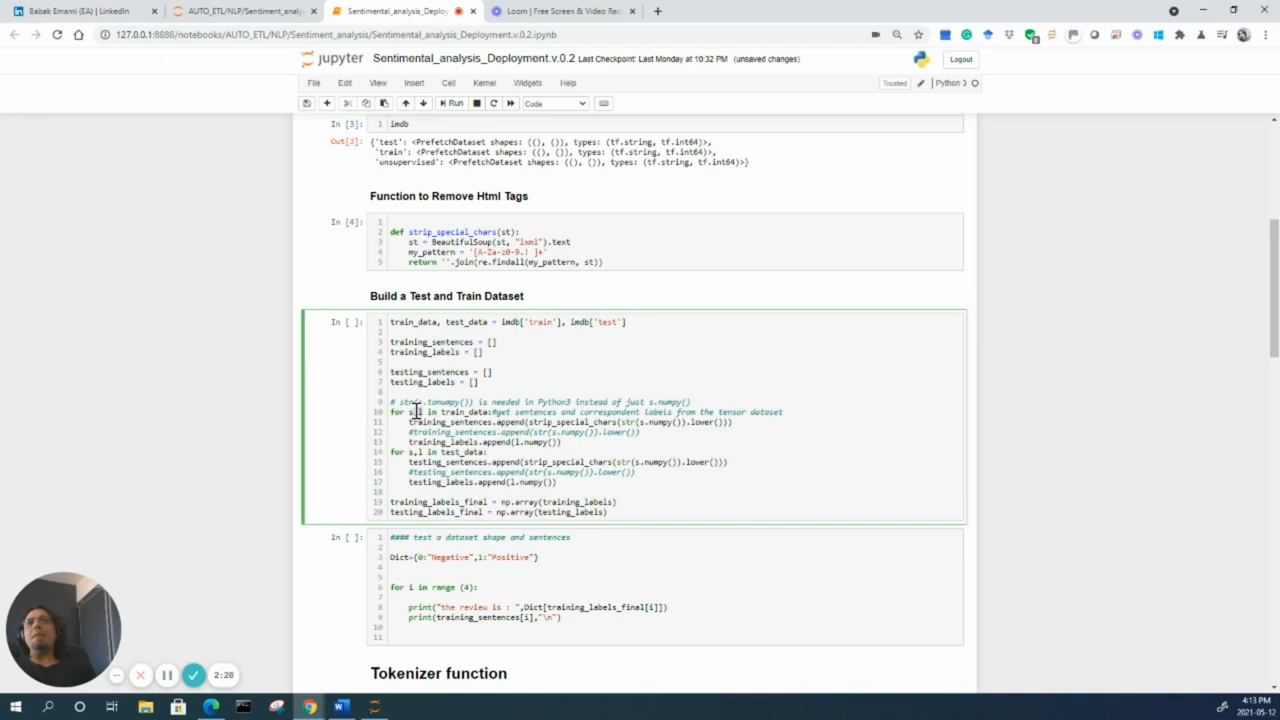 Babak Emami (EA) | LinkedIn
AUTO_ETL/NLP/Sentiment_analy
Sentimental_analysis_Deploy
Loom | Free Screen & Video Rec
127.0.0.1:8888/notebooks/AUTO_ETL/NLP/Sentiment_analysis/Sentimental_analysis_Deployment.v.0.2.ipynb
jupyter Sentimental_analysis_Deployment.v.0.2 Last Checkpoint: Last Monday at 10:32 PM (unsaved changes)
Logout
File Edit View Insert Cell Kernel Widgets Help
Trusted
Python 3
Run
Code
In [3]: 1 imdb
Out[3]: {'test': <PrefetchDataset shapes: ((), ()), types: (tf.string, tf.int64)>,
'train': <PrefetchDataset shapes: ((), ()), types: (tf.string, tf.int64)>,
'unsupervised': <PrefetchDataset shapes: ((), ()), types: (tf.string, tf.int64)>}
Function to Remove Html Tags
In [4]: 1
2 def strip_special_chars(st):
3 st = BeautifulSoup(st, "lxml").text
4 my_pattern = '[A-Za-z0-9.! ]+'
5 return ''.join(re.findall(my_pattern, st))
Build a Test and Train Dataset
In [ ]: 1 train_data, test_data = imdb['train'], imdb['test']
2
3 training_sentences = []
4 training_labels = []
5
6 testing_sentences = []
7 testing_labels = []
8
9 # str(s.tonumpy()) is needed in Python3 instead of just s.numpy()
10 for s,l in train_data:#get sentences and correspondent labels from the tensor dataset
11 training_sentences.append(strip_special_chars(str(s.numpy()).lower()))
12 #training_sentences.append(str(s.numpy()).lower())
13 training_labels.append(l.numpy())
14 for s,l in test_data:
15 testing_sentences.append(strip_special_chars(str(s.numpy()).lower()))
16 #testing_sentences.append(str(s.numpy()).lower())
17 testing_labels.append(l.numpy())
18
19 training_labels_final = np.array(training_labels)
20 testing_labels_final = np.array(testing_labels)
In [ ]: 1 #### test a dataset shape and sentences
2
3 Dict={0:"Negative",1:"Positive"}
4
5
6 for i in range (4):
7
8 print("the review is : ",Dict[training_labels_final[i]])
9 print(training_sentences[i],"\n")
10
11
Tokenizer function
2:20
4:13 PM
2021-05-12